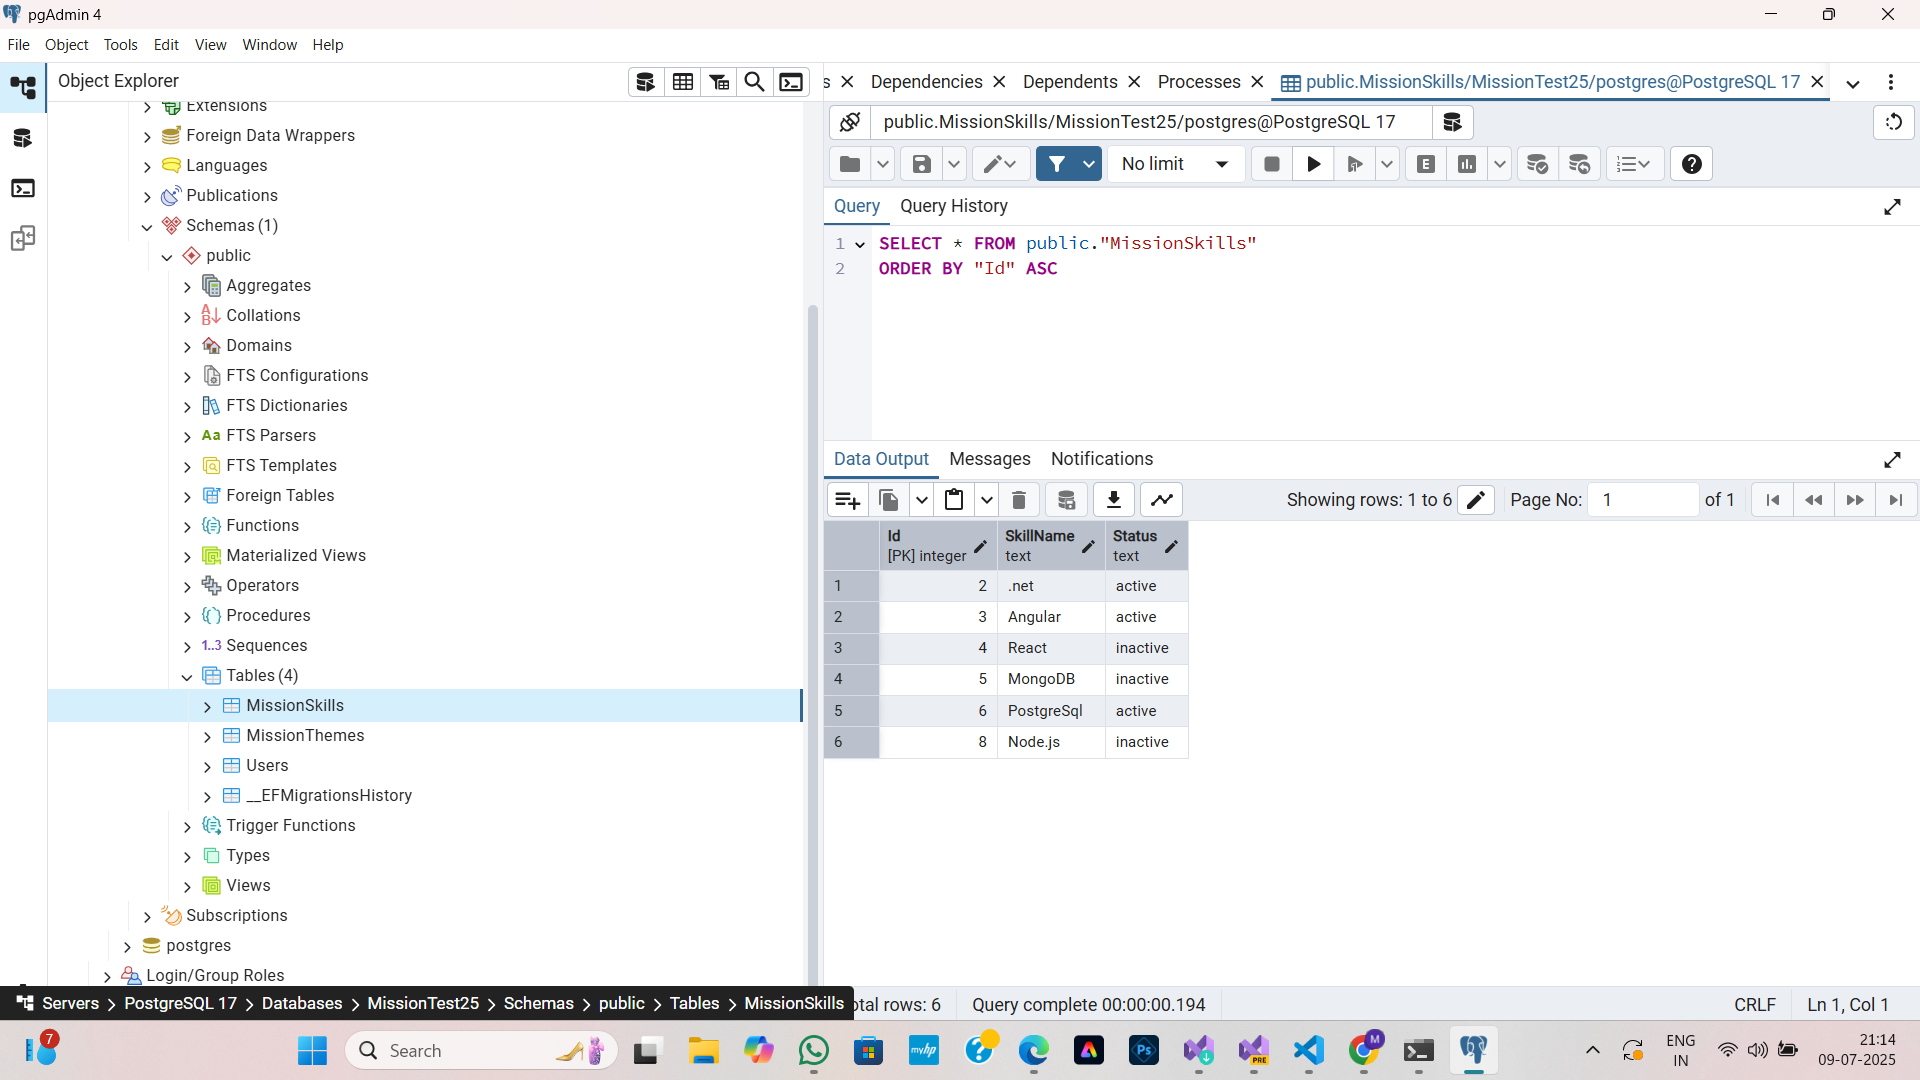 pgAdmin 4
File Object Tools Edit View Window Help
Object Explorer
Extensions
Foreign Data Wrappers
Languages
Publications
Schemas (1)
public
Aggregates
Collations
Domains
FTS Configurations
FTS Dictionaries
Aa FTS Parsers
FTS Templates
Foreign Tables
Functions
Materialized Views
Operators
Procedures
1..3 Sequences
Tables (4)
MissionSkills
MissionThemes
Users
__EFMigrationsHistory
Trigger Functions
Types
Views
Subscriptions
postgres
Login/Group Roles
Servers > PostgreSQL 17 > Databases > MissionTest25 > Schemas > public > Tables > MissionSkills
s Dependencies Dependents Processes public.MissionSkills/MissionTest25/postgres@PostgreSQL 17
public.MissionSkills/MissionTest25/postgres@PostgreSQL 17
No limit E
Query Query History
1 SELECT * FROM public."MissionSkills"
2 ORDER BY "Id" ASC
Data Output Messages Notifications
Showing rows: 1 to 6 Page No: 1 of 1
Id SkillName Status
[PK] integer text text
1 2 .net active
2 3 Angular active
3 4 React inactive
4 5 MongoDB inactive
5 6 PostgreSql active
6 8 Node.js inactive
otal rows: 6 Query complete 00:00:00.194 CRLF Ln 1, Col 1
7 Search myhp Ps PRE M ENG 21:14
IN 09-07-2025